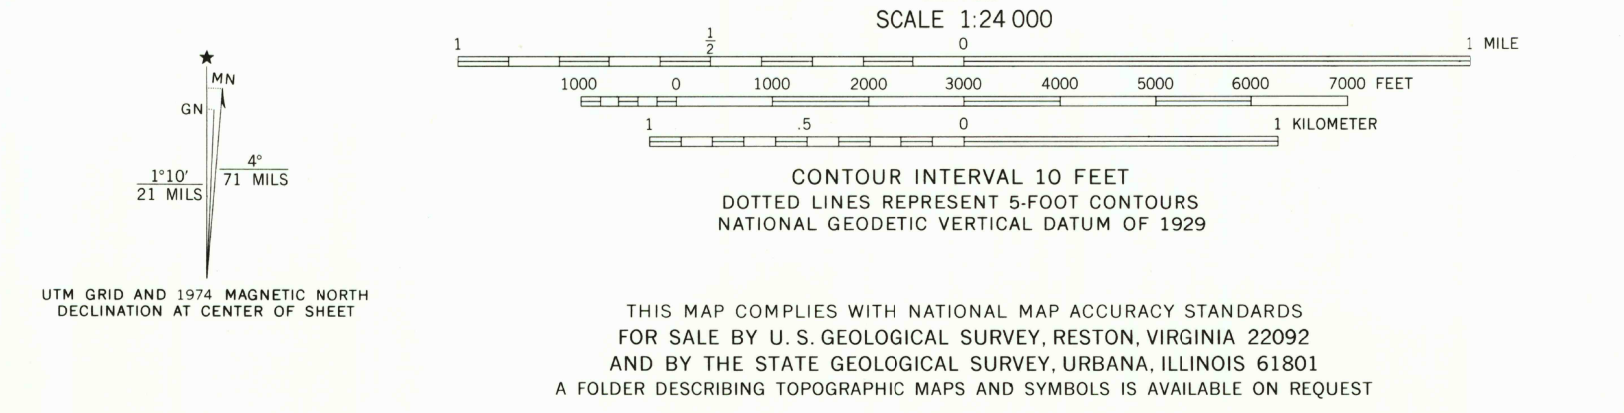 ★
MN
GN
1°10′
21 MILS
4°
71 MILS
UTM GRID AND 1974 MAGNETIC NORTH
DECLINATION AT CENTER OF SHEET
SCALE 1:24 000
1 1/2 0 1 MILE
1000 0 1000 2000 3000 4000 5000 6000 7000 FEET
1 .5 0 1 KILOMETER
CONTOUR INTERVAL 10 FEET
DOTTED LINES REPRESENT 5-FOOT CONTOURS
NATIONAL GEODETIC VERTICAL DATUM OF 1929
THIS MAP COMPLIES WITH NATIONAL MAP ACCURACY STANDARDS
FOR SALE BY U. S. GEOLOGICAL SURVEY, RESTON, VIRGINIA 22092
AND BY THE STATE GEOLOGICAL SURVEY, URBANA, ILLINOIS 61801
A FOLDER DESCRIBING TOPOGRAPHIC MAPS AND SYMBOLS IS AVAILABLE ON REQUEST